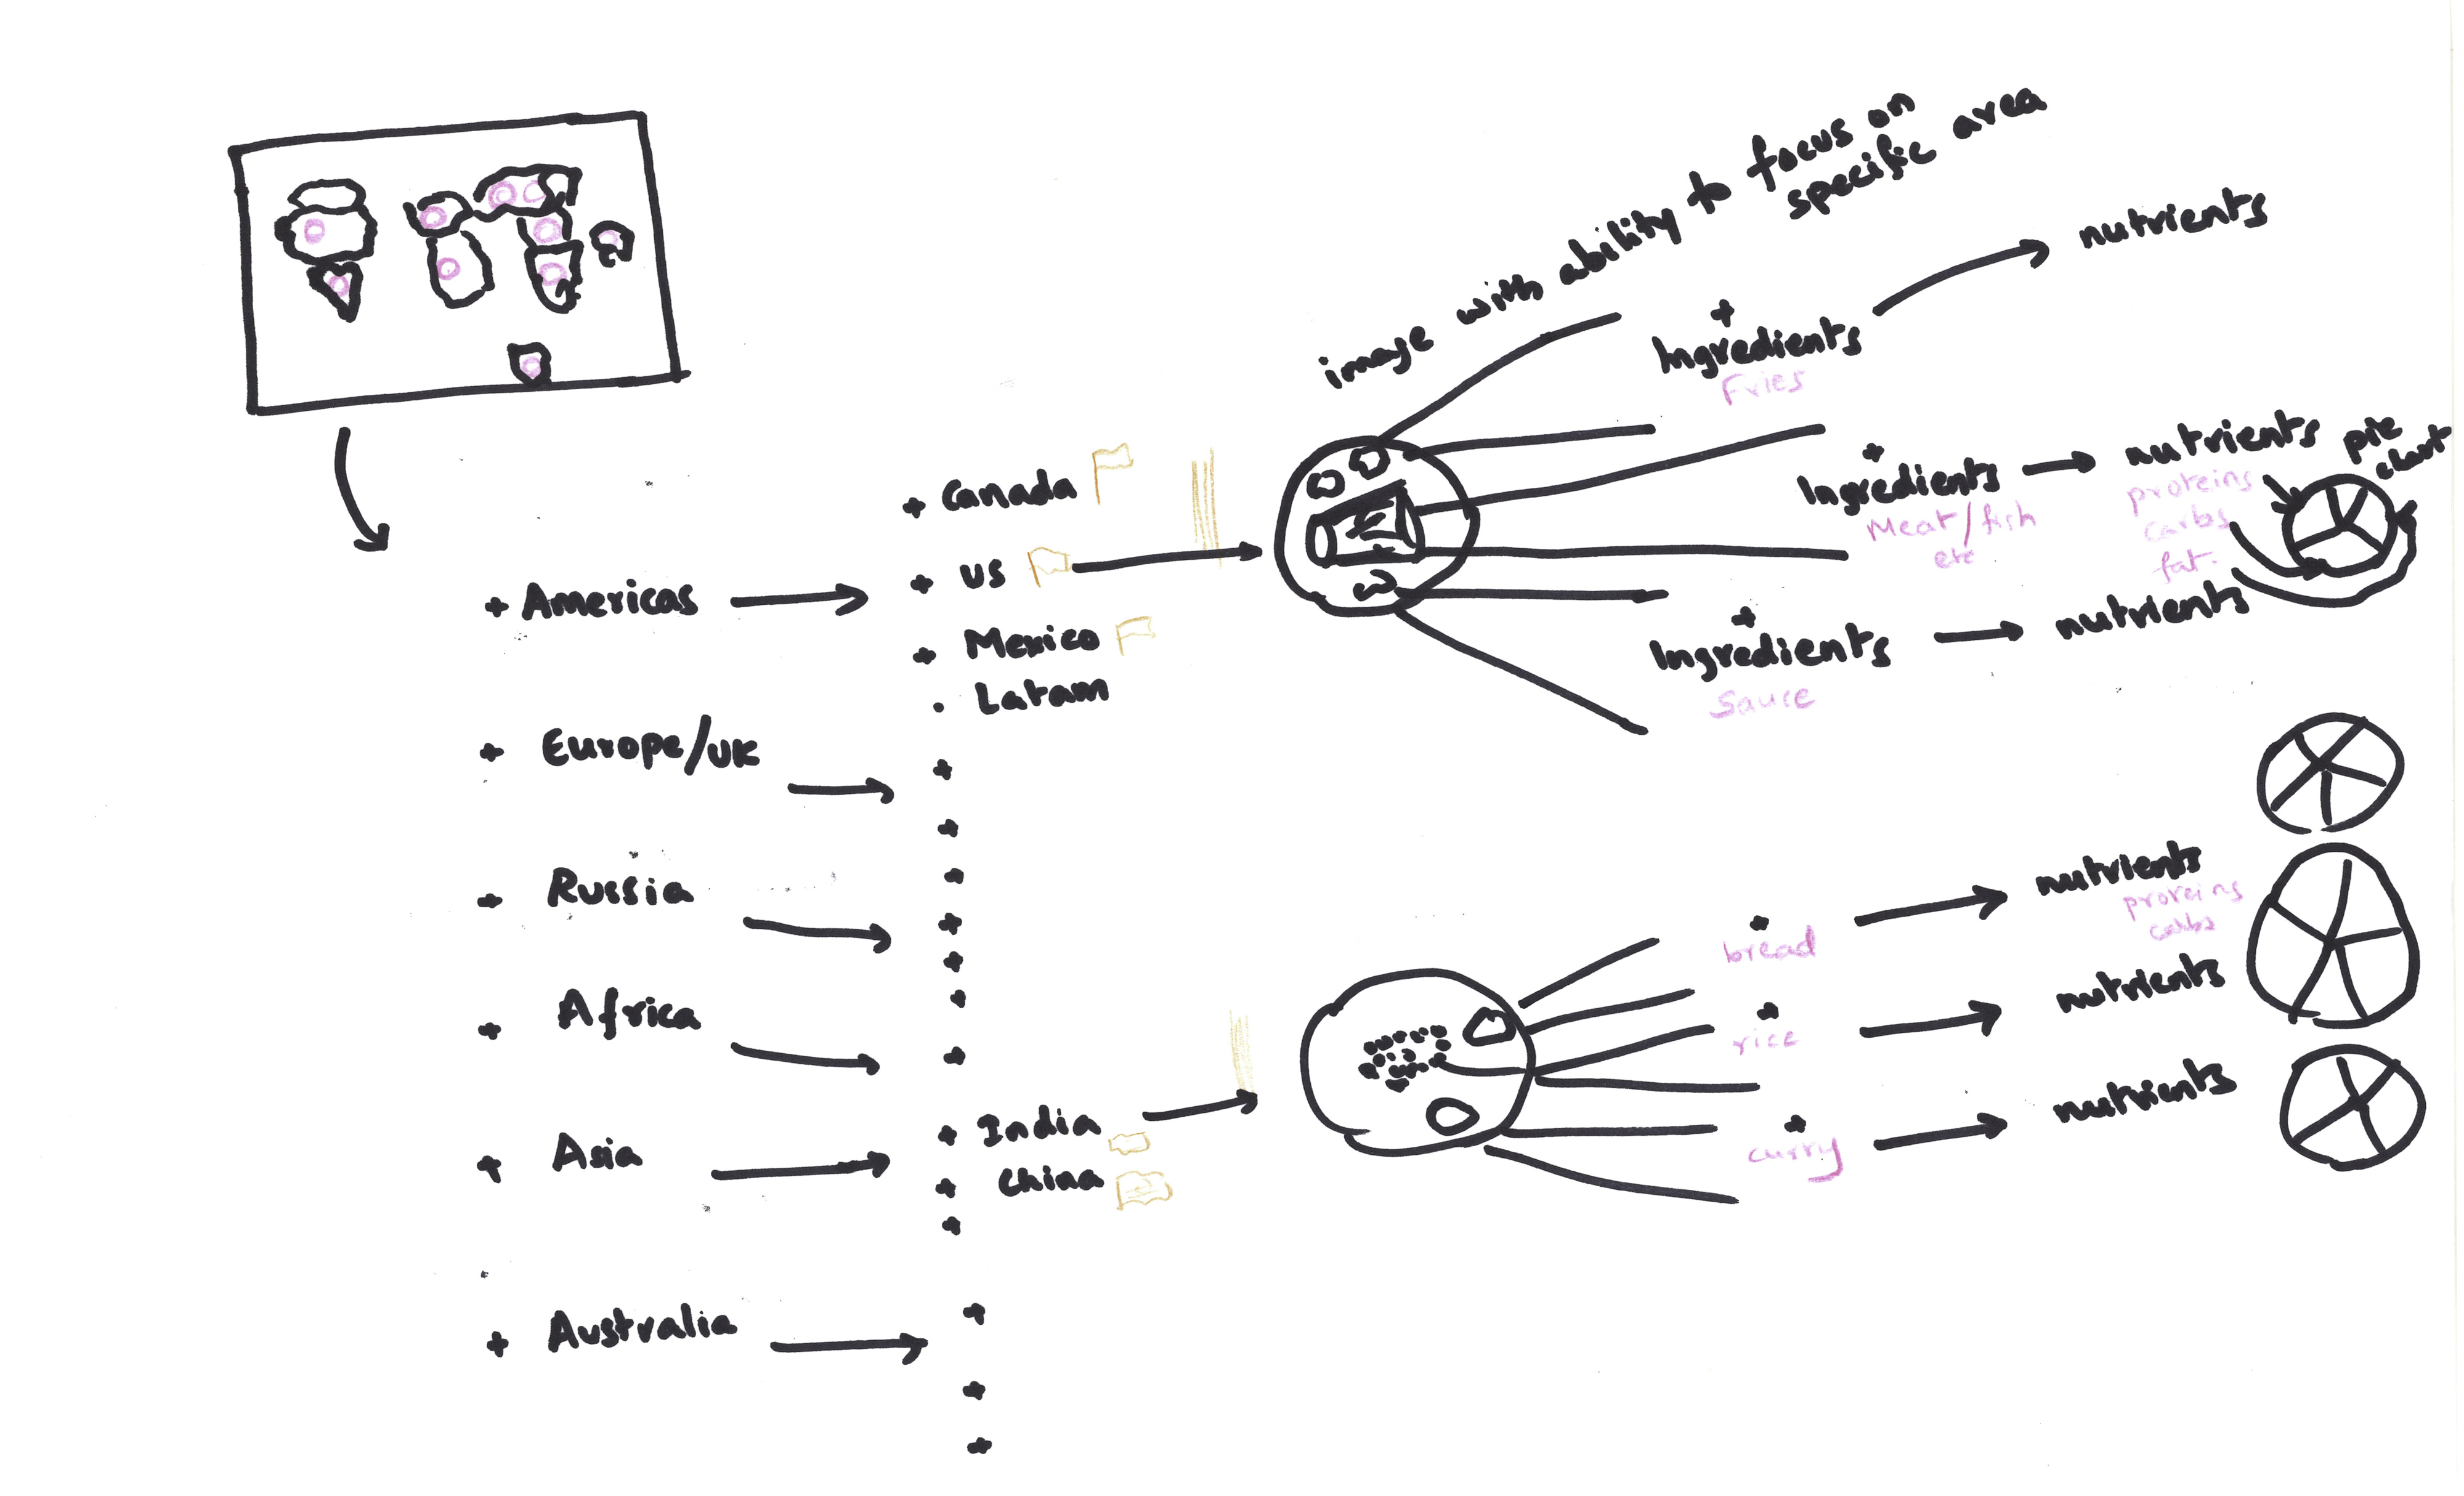 image with ability to focus on
specific area
+
Ingredients
Fries
nutrients
+
Ingredients
Meat/fish
etc
nutrients pie
chart
proteins
carbs
fat.
+
Ingredients
Sauce
nutrients
+ Americas
+ Europe/UK
+ Russia
+ Africa
+ Asia
+ Australia
+ Canada
+ US
+ Mexico
. Latam
+ India
+ China
bread
nutrients
proteins
carbs
rice
nutrients
curry
nutrients